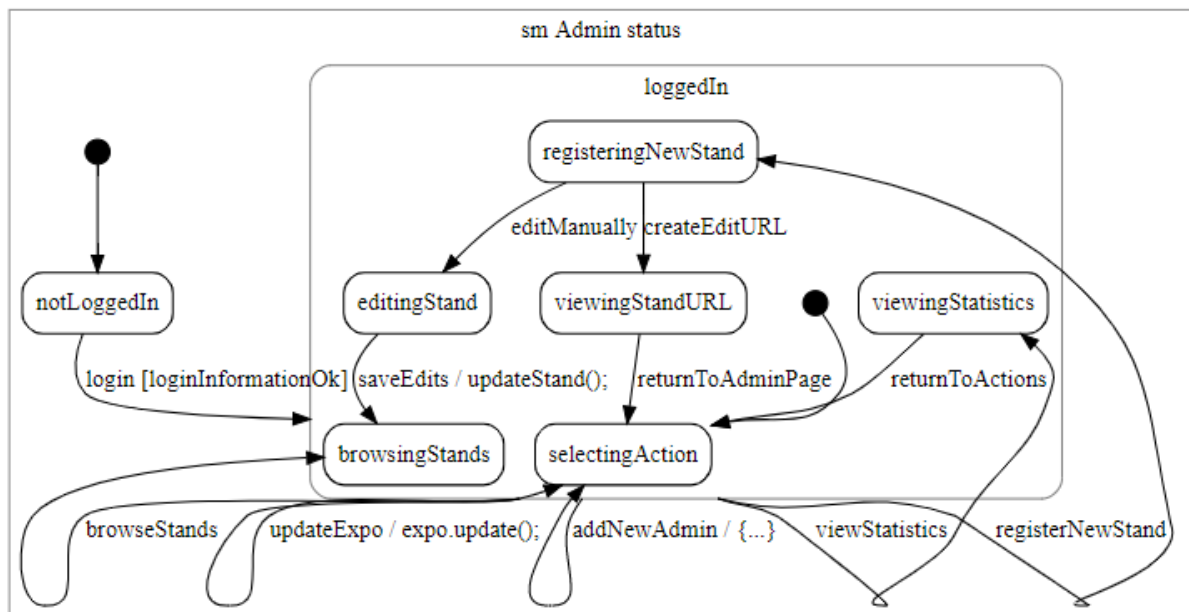 sm Admin status
loggedIn
registeringNewStand
editManually createEditURL
notLoggedIn
editingStand
viewingStandURL
viewingStatistics
login [loginInformationOk]
saveEdits / updateStand();
returnToAdminPage
returnToActions
browsingStands
selectingAction
browseStands
updateExpo / expo.update();
addNewAdmin / {...}
viewStatistics
registerNewStand